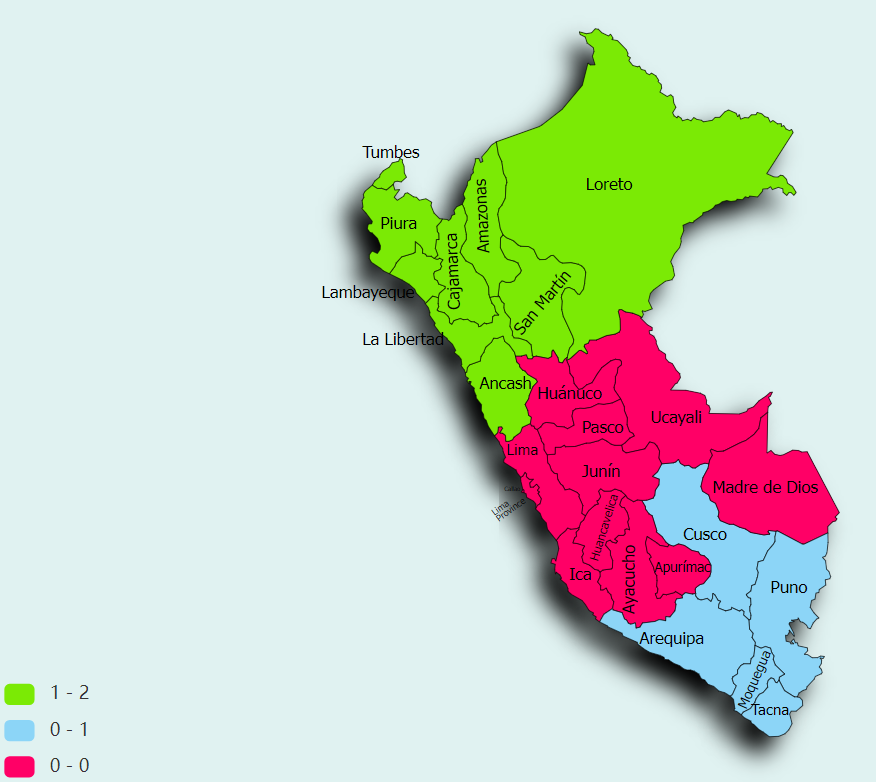 Tumbes
Loreto
Amazonas
Piura
Cajamarca
Lambayeque
San Martín
La Libertad
Ancash
Huánuco
Ucayali
Pasco
Lima
Junín
Madre de Dios
Lima
Province
Huancavelica
Cusco
Apurímac
Ica
Ayacucho
Puno
Arequipa
Moquegua
Tacna
1 - 2
0 - 1
0 - 0